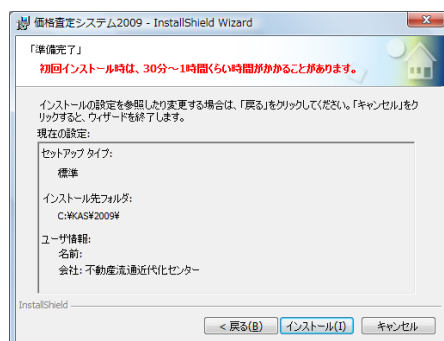 価格査定システム2009 - InstallShield Wizard
「準備完了」
初回インストール時は、30分～1時間くらい時間がかかることがあります。
インストールの設定を参照したり変更する場合は、「戻る」をクリックしてください。「キャンセル」をク
リックすると、ウィザードを終了します。
現在の設定:
セットアップ タイプ:
標準
インストール先フォルダ:
C:¥KAS¥2009¥
ユーザ情報:
名前:
会社: 不動産流通近代化センター
InstallShield
< 戻る(B)
インストール(I)
キャンセル